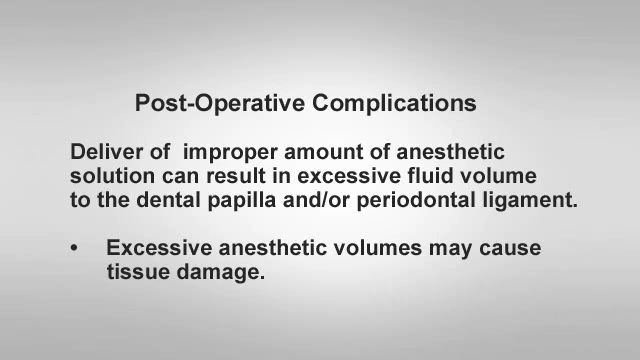 Post-Operative Complications
Deliver of improper amount of anesthetic
solution can result in excessive fluid volume
to the dental papilla and/or periodontal ligament.
• Excessive anesthetic volumes may cause
tissue damage.